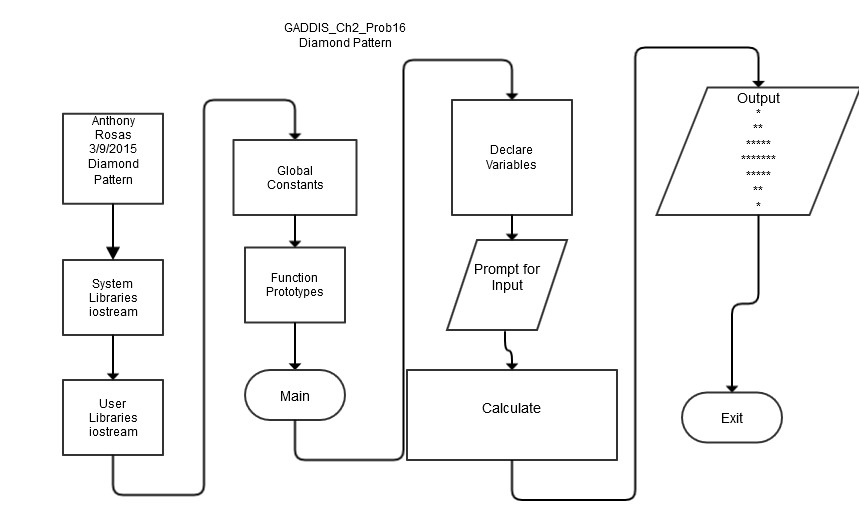 GADDIS_Ch2_Prob16
Diamond Pattern
Anthony
Rosas
3/9/2015
Diamond
Pattern
System
Libraries
iostream
User
Libraries
iostream
Global
Constants
Function
Prototypes
Main
Declare
Variables
Prompt for
Input
Calculate
Output
*
**
*****
*******
*****
**
*
Exit